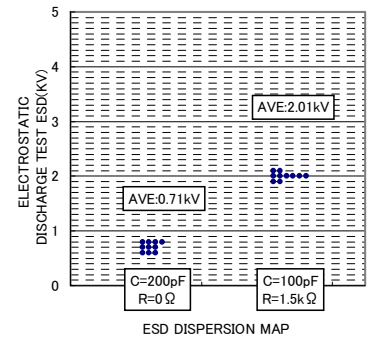 5
4
3
2
1
0
ELECTROSTATIC
DISCHARGE TEST ESD(KV)
AVE:2.01kV
AVE:0.71kV
C=200pF
R=0Ω
C=100pF
R=1.5kΩ
ESD DISPERSION MAP